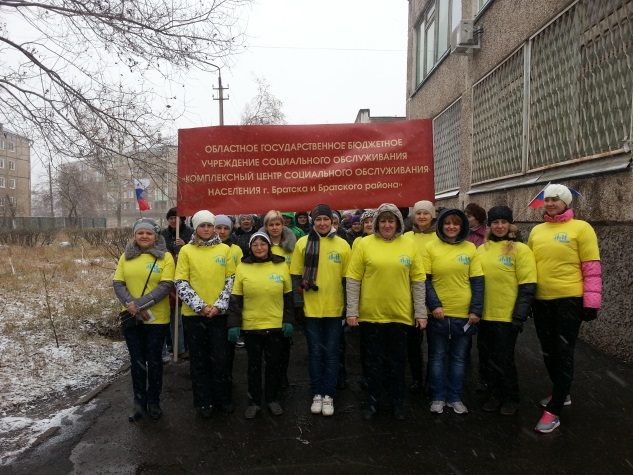 ОБЛАСТНОЕ ГОСУДАРСТВЕННОЕ БЮДЖЕТНОЕ
УЧРЕЖДЕНИЕ СОЦИАЛЬНОГО ОБСЛУЖИВАНИЯ
"КОМПЛЕКСНЫЙ ЦЕНТР СОЦИАЛЬНОГО ОБСЛУЖИВАНИЯ
НАСЕЛЕНИЯ г. Братска и Братского района"